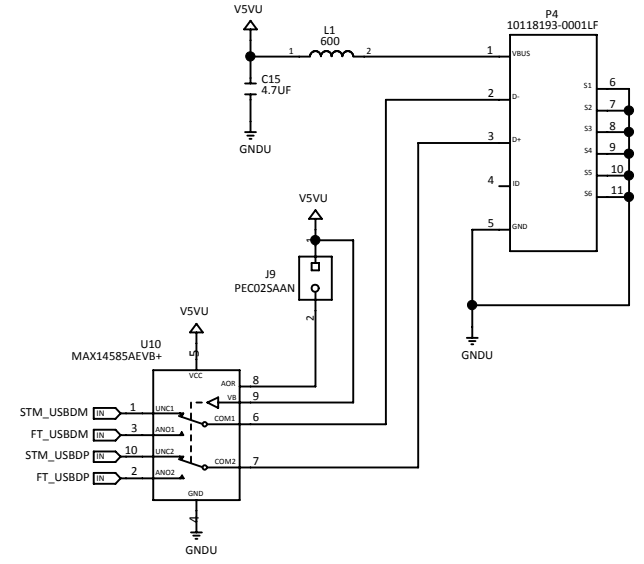 V5VU
L1
600
1
2
C15
4.7UF
GNDU
P4
10118193-0001LF
1
VBUS
2
D-
3
D+
4
ID
5
GND
S1
6
S2
7
S3
8
S4
9
S5
10
S6
11
GNDU
V5VU
1
J9
PEC02SAAN
2
V5VU
U10
MAX14585AEVB+
5
VCC
AOR
8
VB
9
STM_USBDM
IN
1
UNC1
COM1
6
FT_USBDM
IN
3
ANO1
STM_USBDP
IN
10
UNC2
COM2
7
FT_USBDP
IN
2
ANO2
GND
4
GNDU